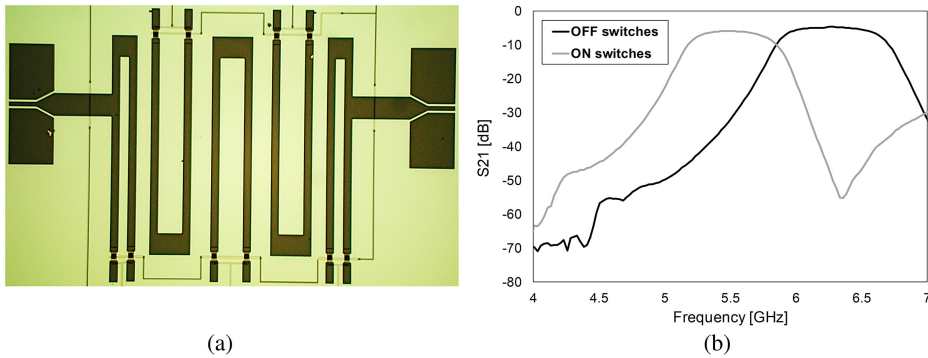 0
-10
-20
-30
-40
-50
-60
-70
-80
S21 [dB]
OFF switches
ON switches
4 4.5 5 5.5 6 6.5 7
Frequency [GHz]
(a) (b)